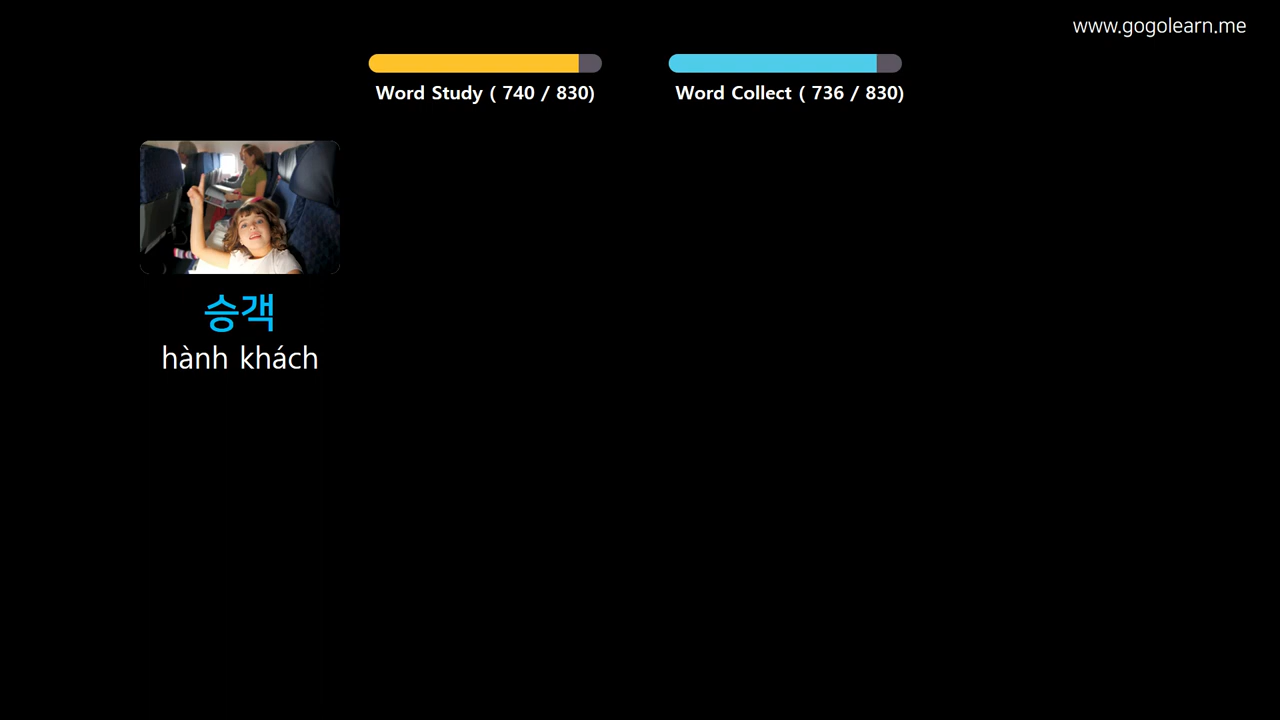 www.gogolearn.me
Word Study ( 740 / 830)
Word Collect ( 736 / 830)
승객
hành khách